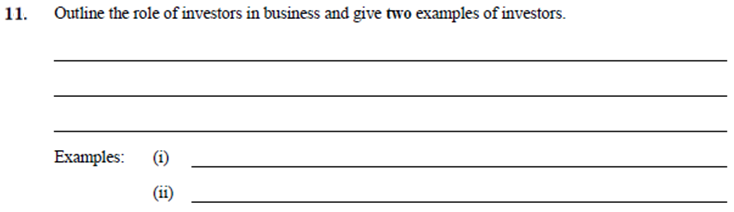 11. Outline the role of investors in business and give two examples of investors.
Examples: (i)
(ii)